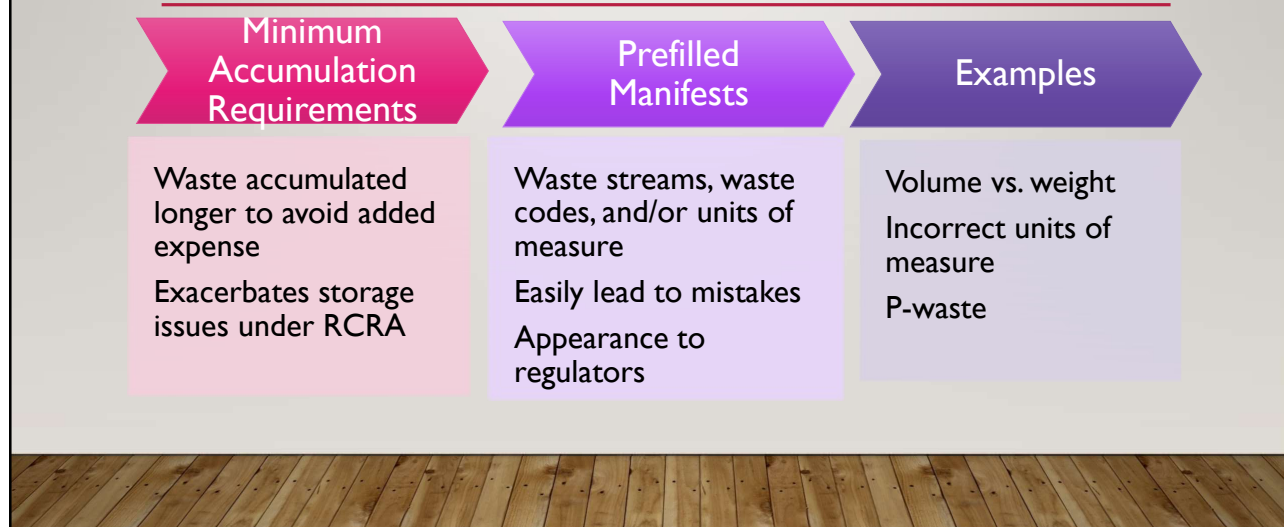 Minimum
Accumulation
Requirements
Waste accumulated
longer to avoid added
expense
Exacerbates storage
issues under RCRA
Prefilled
Manifests
Waste streams, waste
codes, and/or units of
measure
Easily lead to mistakes
Appearance to
regulators
Examples
Volume vs. weight
Incorrect units of
measure
P-waste